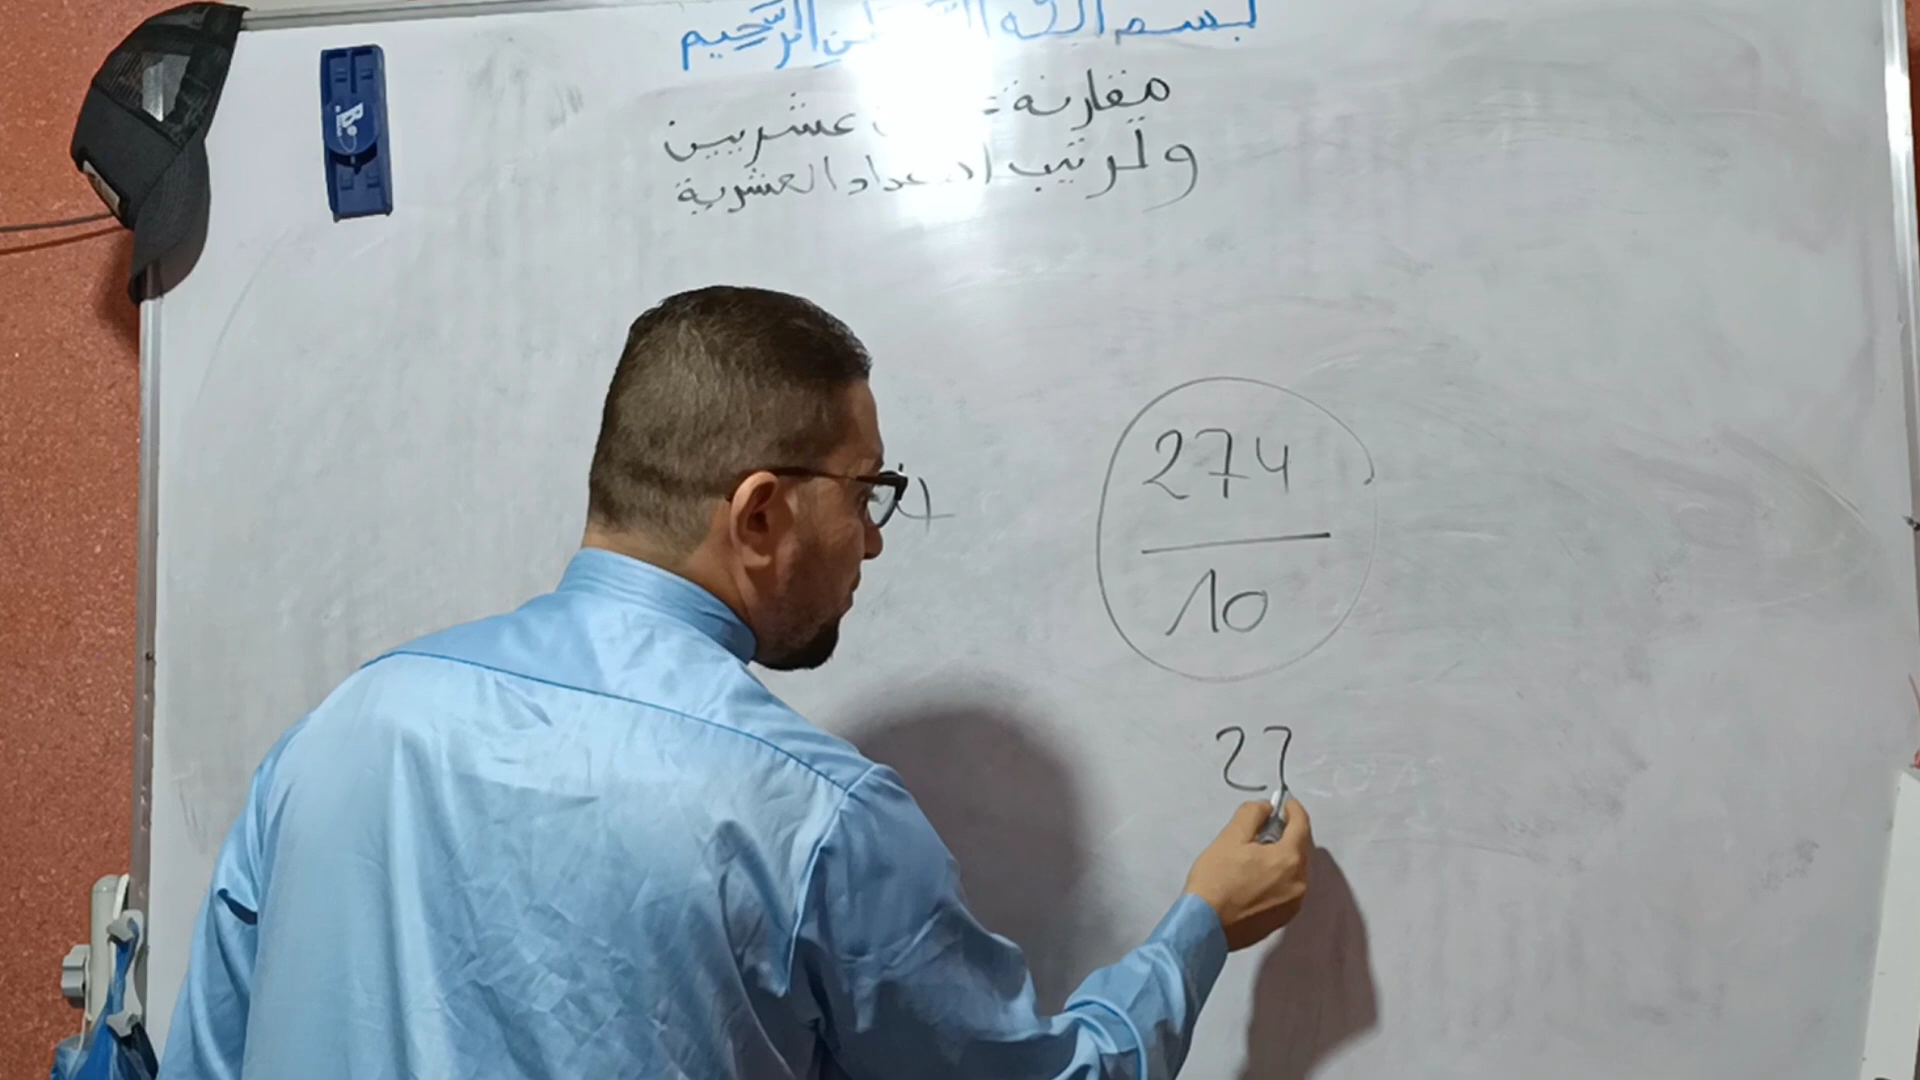 بسم الله الرحيم
مقارنة عشريين
وترتيب الأعداد العشرية
274
10
27